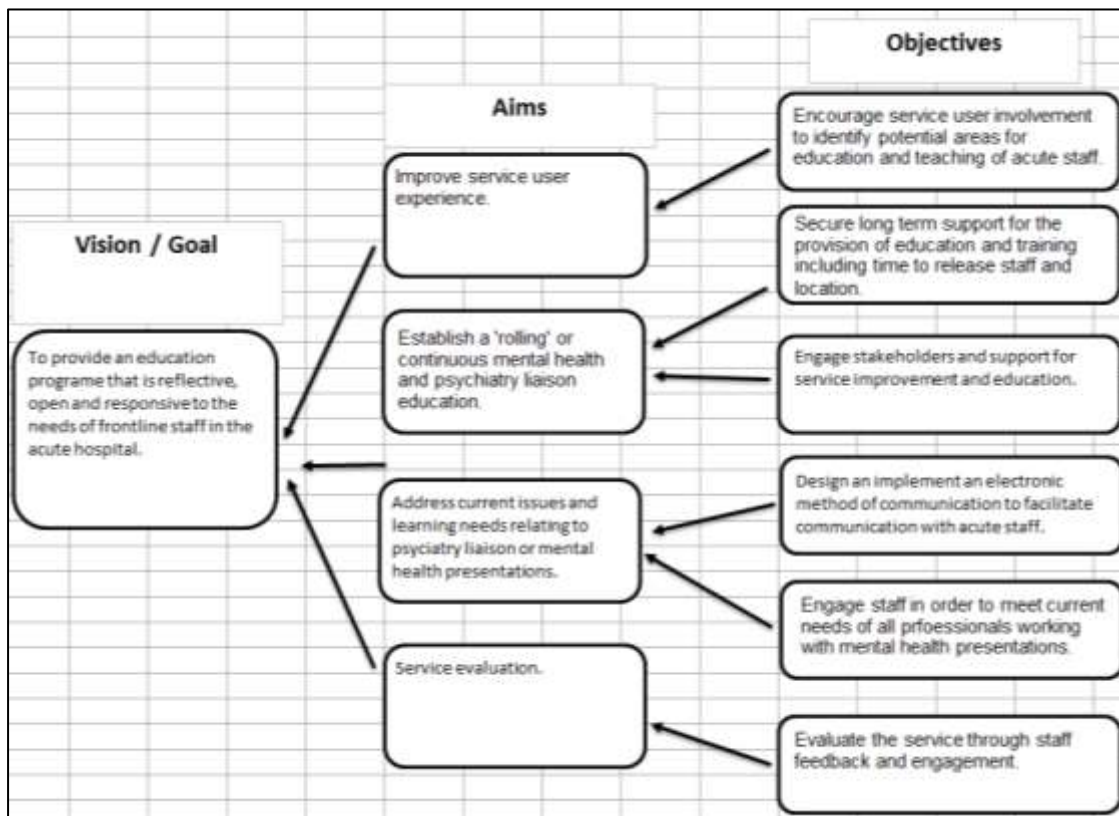 Vision / Goal
To provide an education
programe that is reflective,
open and responsive to the
needs of frontline staff in the
acute hospital.
Aims
Improve service user
experience.
Establish a 'rolling' or
continuous mental health
and psychiatry liaison
education.
Address current issues and
learning needs relating to
psyciatry liaison or mental
health presentations.
Service evaluation.
Objectives
Encourage service user involvement
to identify potential areas for
education and teaching of acute staff.
Secure long term support for the
provision of education and training
including time to release staff and
location.
Engage stakeholders and support for
service improvement and education.
Design an implement an electronic
method of communication to facilitate
communication with acute staff.
Engage staff in order to meet current
needs of all prfoessionals working
with mental health presentations.
Evaluate the service through staff
feedback and engagement.